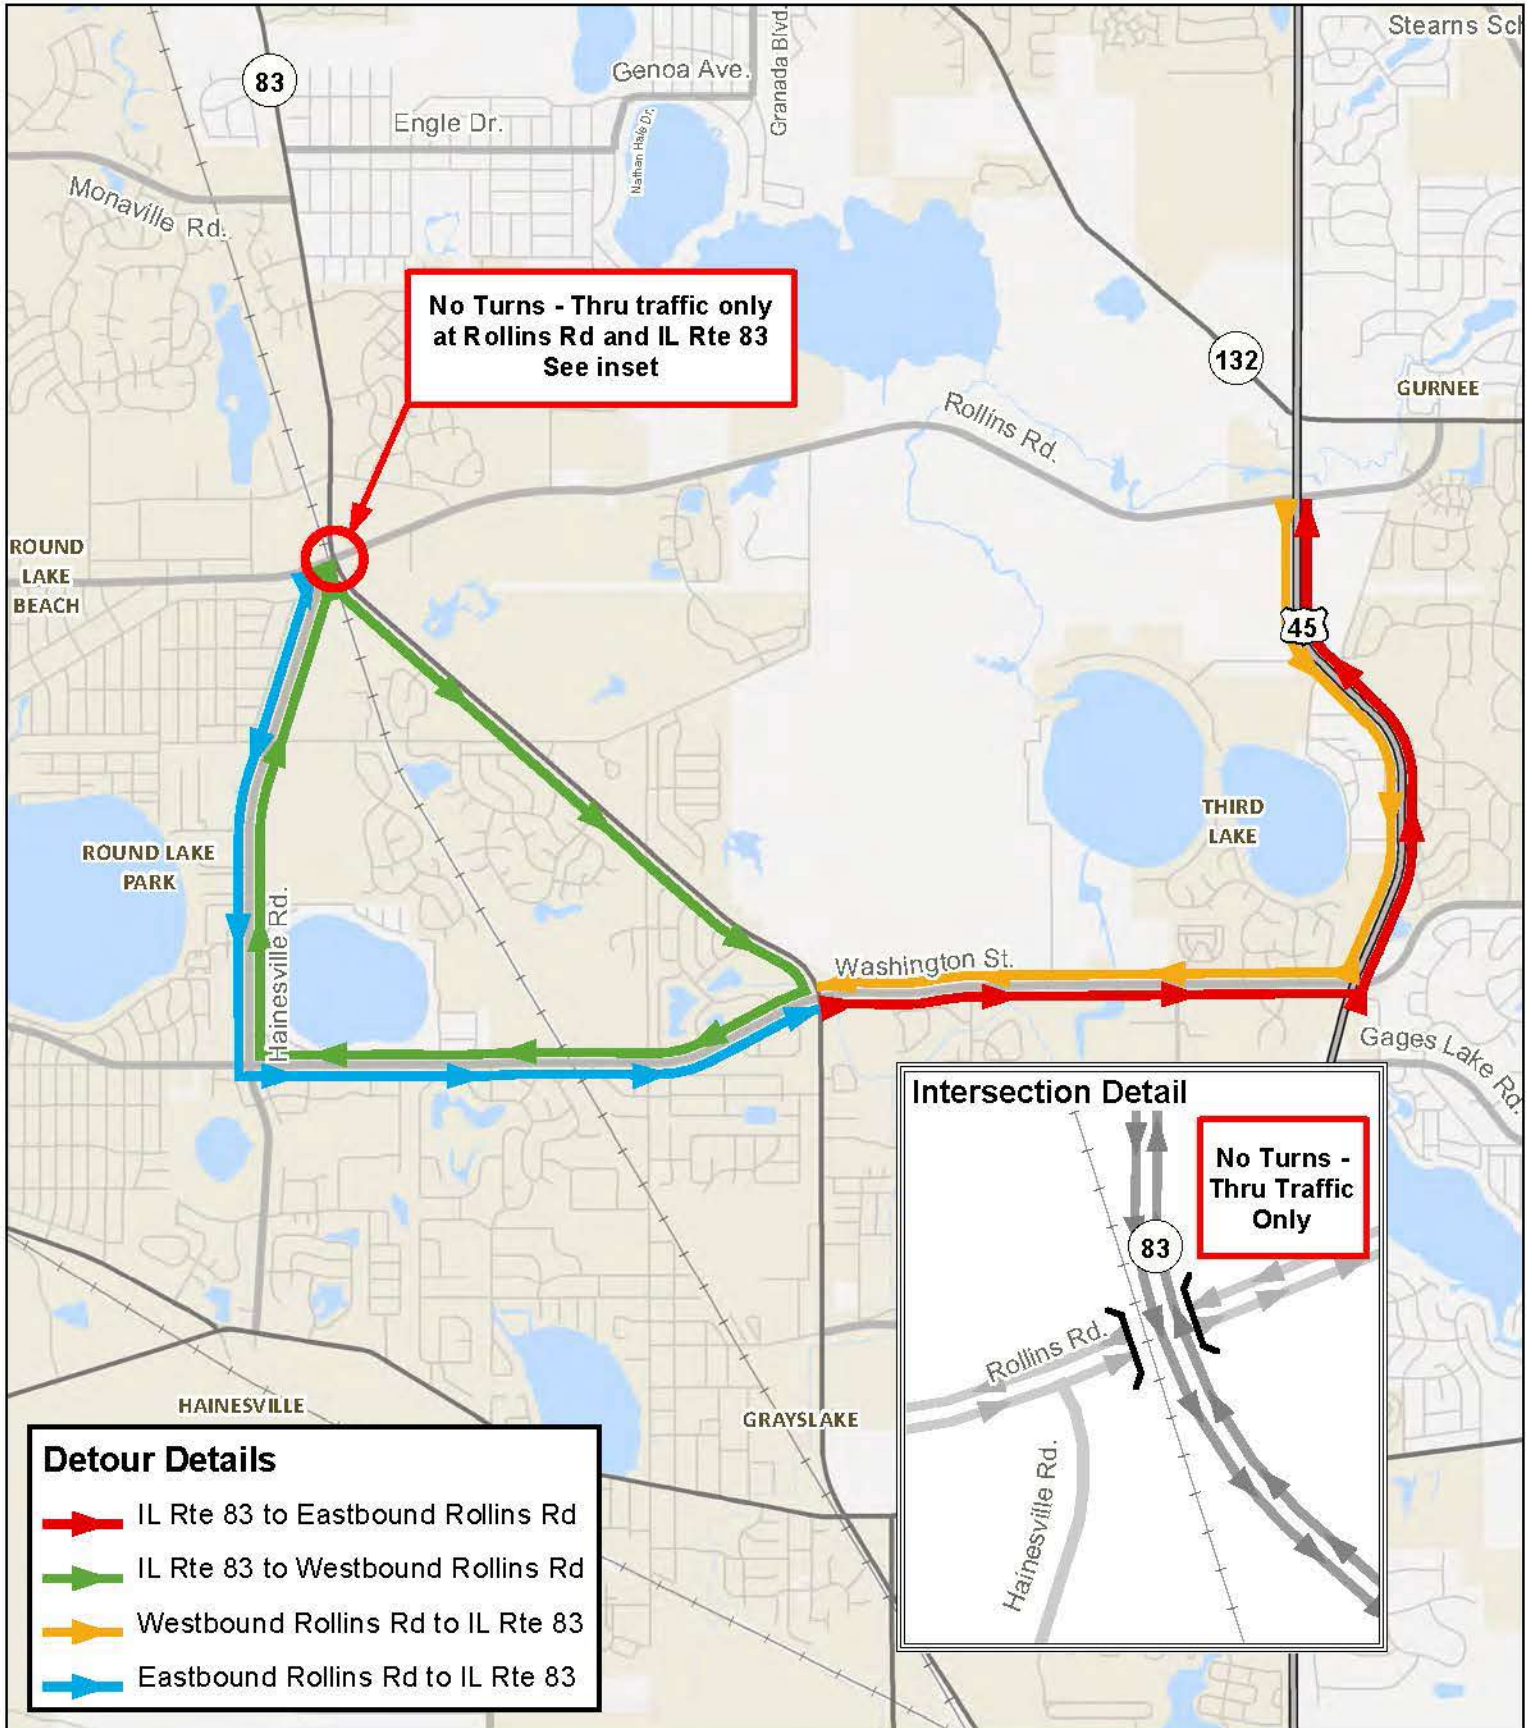 Stearns Sch
83
Genoa Ave.
Granada Blvd.
Engle Dr.
Nathan Hale Dr.
Monaville Rd.
No Turns - Thru traffic only
at Rollins Rd and IL Rte 83
See inset
132
GURNEE
Rollins Rd.
ROUND
LAKE
BEACH
45
THIRD
LAKE
ROUND LAKE
PARK
Hainesville Rd.
Washington St.
Gages Lake Rd.
Intersection Detail
No Turns -
Thru Traffic
Only
83
Rollins Rd.
Hainesville Rd.
HAINESVILLE
GRAYSLAKE
Detour Details
IL Rte 83 to Eastbound Rollins Rd
IL Rte 83 to Westbound Rollins Rd
Westbound Rollins Rd to IL Rte 83
Eastbound Rollins Rd to IL Rte 83